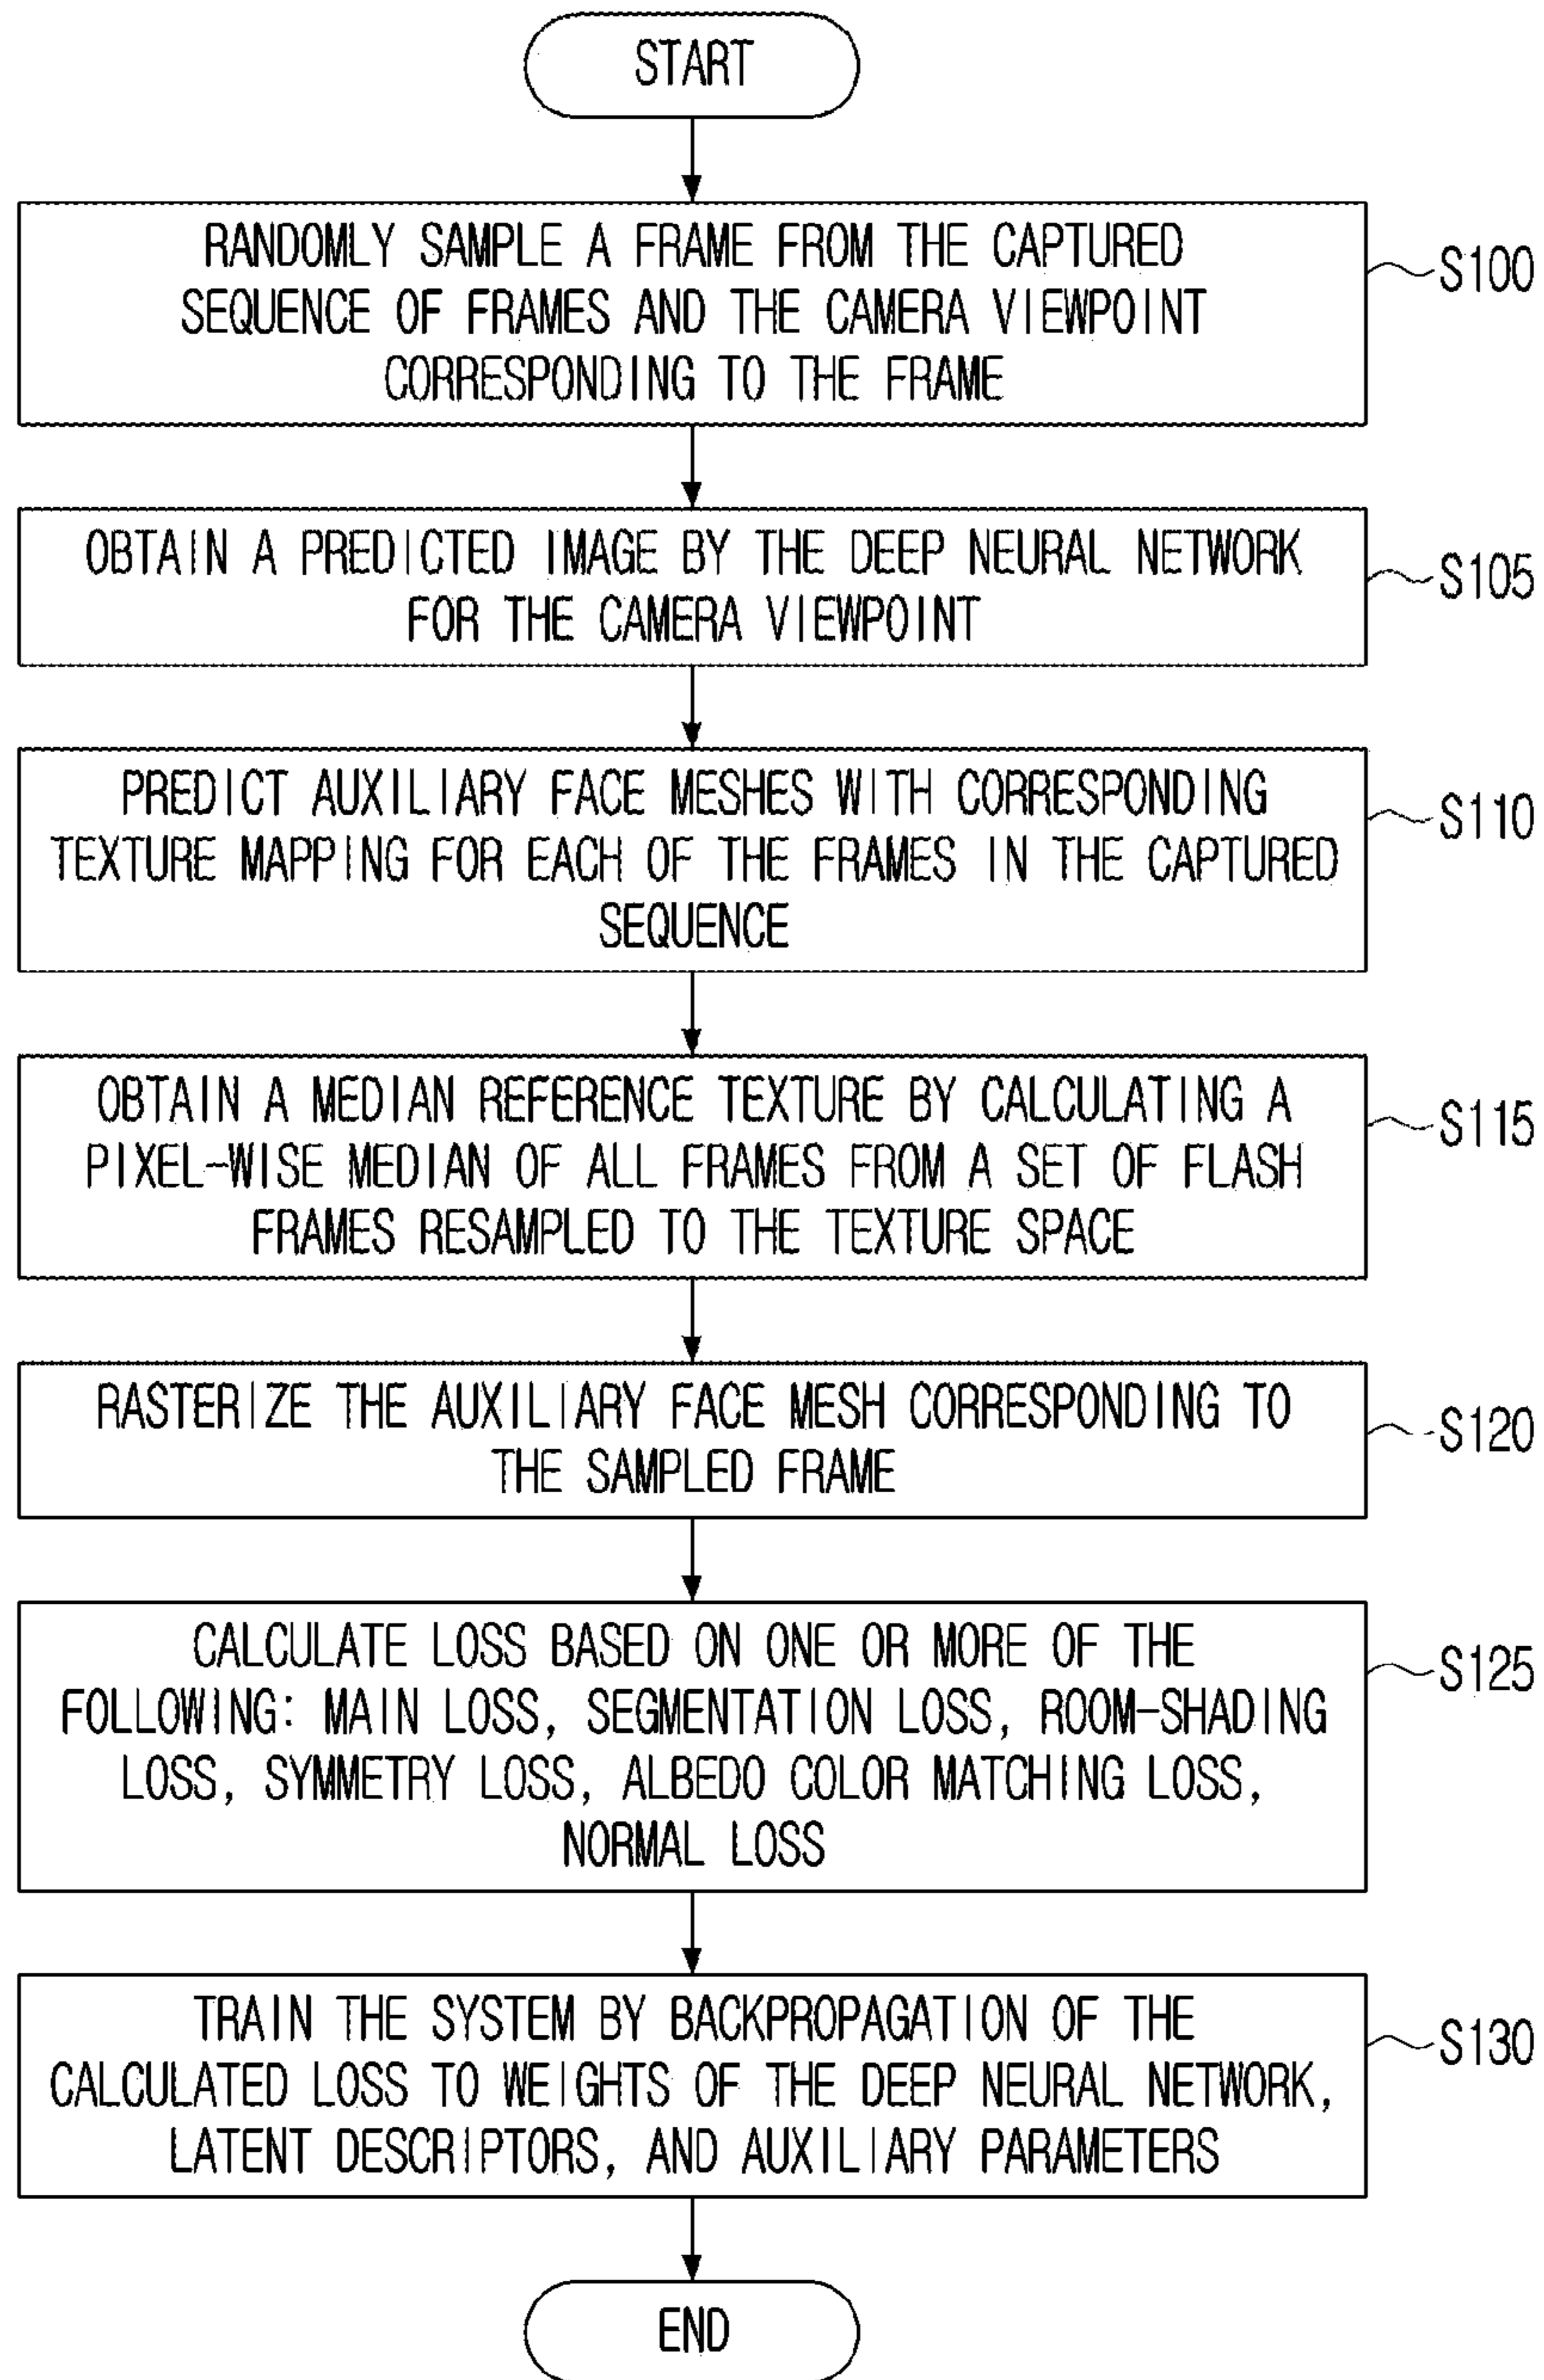 START
RANDOMLY SAMPLE A FRAME FROM THE CAPTURED
SEQUENCE OF FRAMES AND THE CAMERA VIEWPOINT
CORRESPONDING TO THE FRAME
S100
OBTAIN A PREDICTED IMAGE BY THE DEEP NEURAL NETWORK
FOR THE CAMERA VIEWPOINT
S105
PREDICT AUXILIARY FACE MESHES WITH CORRESPONDING
TEXTURE MAPPING FOR EACH OF THE FRAMES IN THE CAPTURED
SEQUENCE
S110
OBTAIN A MEDIAN REFERENCE TEXTURE BY CALCULATING A
PIXEL-WISE MEDIAN OF ALL FRAMES FROM A SET OF FLASH
FRAMES RESAMPLED TO THE TEXTURE SPACE
S115
RASTERIZE THE AUXILIARY FACE MESH CORRESPONDING TO
THE SAMPLED FRAME
S120
CALCULATE LOSS BASED ON ONE OR MORE OF THE
FOLLOWING: MAIN LOSS, SEGMENTATION LOSS, ROOM-SHADING
LOSS, SYMMETRY LOSS, ALBEDO COLOR MATCHING LOSS,
NORMAL LOSS
S125
TRAIN THE SYSTEM BY BACKPROPAGATION OF THE
CALCULATED LOSS TO WEIGHTS OF THE DEEP NEURAL NETWORK,
LATENT DESCRIPTORS, AND AUXILIARY PARAMETERS
S130
END